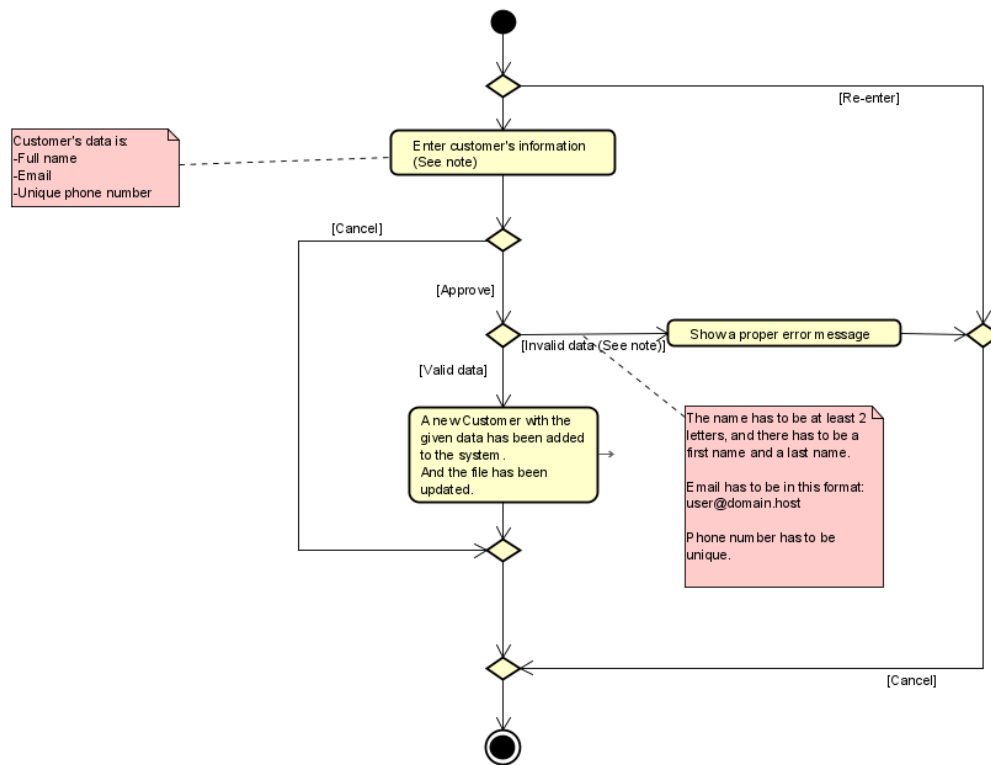 [Re-enter]
Customer's data is:
-Full name
-Email
-Unique phone number
Enter customer's information
(See note)
[Cancel]
[Approve]
[Invalid data (See note)]
Show a proper error message
[Valid data]
A new Customer with the
given data has been added
to the system.
And the file has been
updated.
The name has to be at least 2
letters, and there has to be a
first name and a last name.
Email has to be in this format:
user@domain.host
Phone number has to be
unique.
[Cancel]